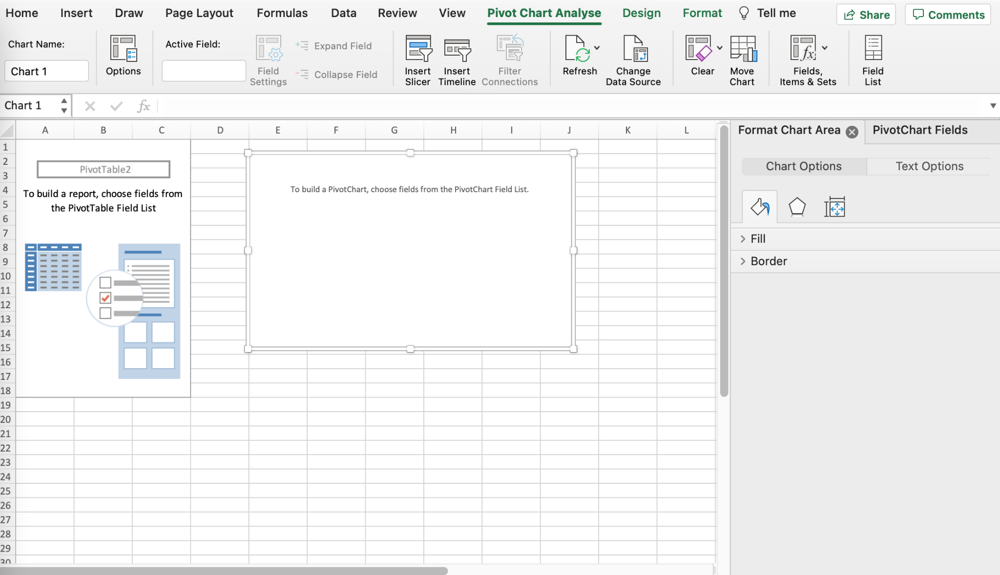 Home Insert Draw Page Layout Formulas Data Review View Pivot Chart Analyse Design Format Tell me Share Comments
Chart Name:
Chart 1
Options
Active Field:
Field
Settings
Expand Field
Collapse Field
Insert
Slicer
Insert
Timeline
Filter
Connections
Refresh
Change
Data Source
Clear
Move
Chart
Fields,
Items & Sets
Field
List
Chart 1 fx
A B C D E F G H I J K L
1
2
3
4
5
6
7
8
9
10
11
12
13
14
15
16
17
18
19
20
21
22
23
24
25
26
27
28
29
30
PivotTable2
To build a report, choose fields from
the PivotTable Field List
To build a PivotChart, choose fields from the PivotChart Field List.
Format Chart Area PivotChart Fields
Chart Options Text Options
Fill
Border